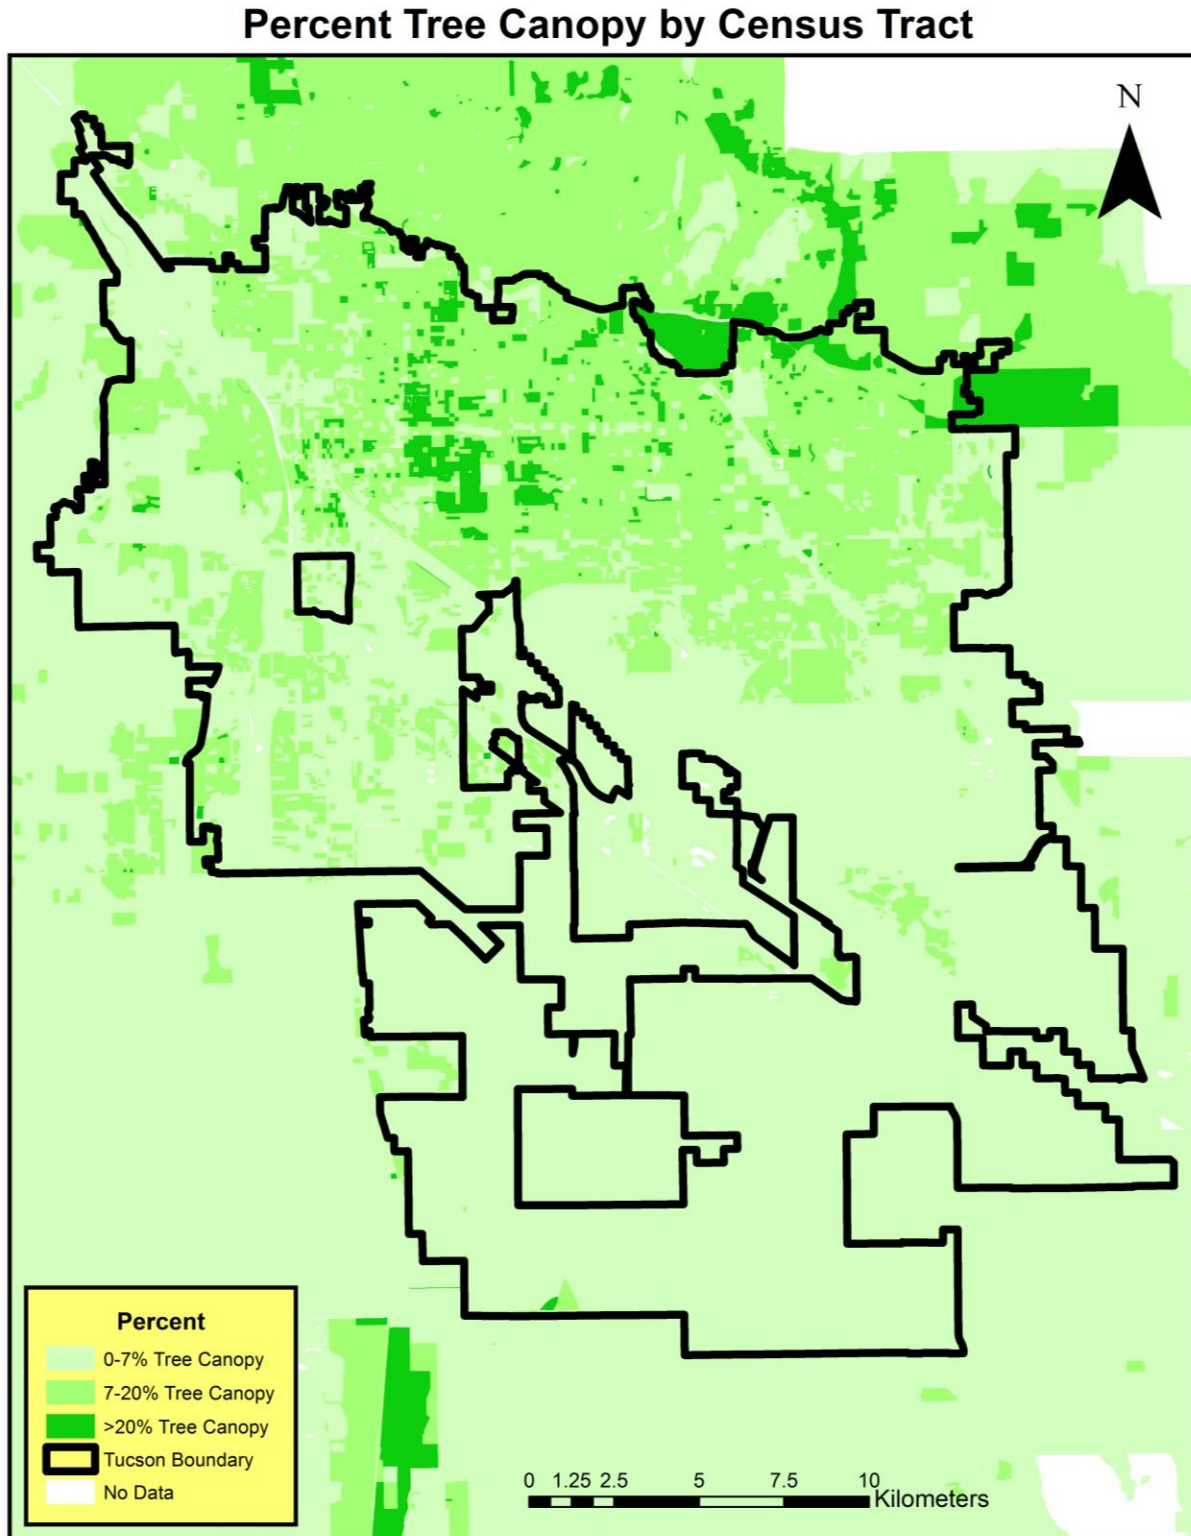 Percent Tree Canopy by Census Tract
N
Percent
0-7% Tree Canopy
7-20% Tree Canopy
>20% Tree Canopy
Tucson Boundary
No Data
0 1.25 2.5 5 7.5 10
Kilometers